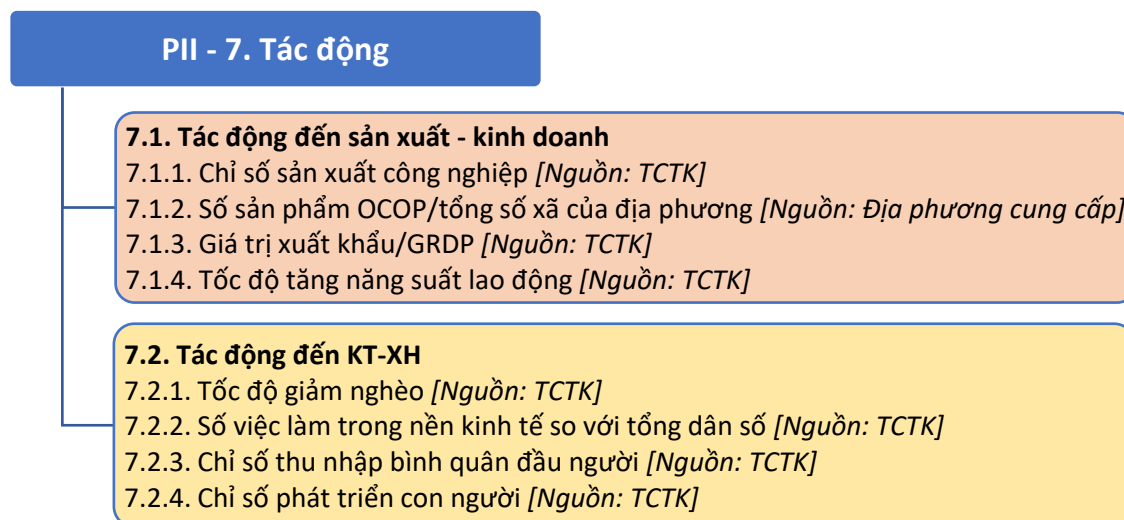 PII - 7. Tác động
7.1. Tác động đến sản xuất - kinh doanh
7.1.1. Chỉ số sản xuất công nghiệp [Nguồn: TCTK]
7.1.2. Số sản phẩm OCOP/tổng số xã của địa phương [Nguồn: Địa phương cung cấp]
7.1.3. Giá trị xuất khẩu/GRDP [Nguồn: TCTK]
7.1.4. Tốc độ tăng năng suất lao động [Nguồn: TCTK]
7.2. Tác động đến KT-XH
7.2.1. Tốc độ giảm nghèo [Nguồn: TCTK]
7.2.2. Số việc làm trong nền kinh tế so với tổng dân số [Nguồn: TCTK]
7.2.3. Chỉ số thu nhập bình quân đầu người [Nguồn: TCTK]
7.2.4. Chỉ số phát triển con người [Nguồn: TCTK]